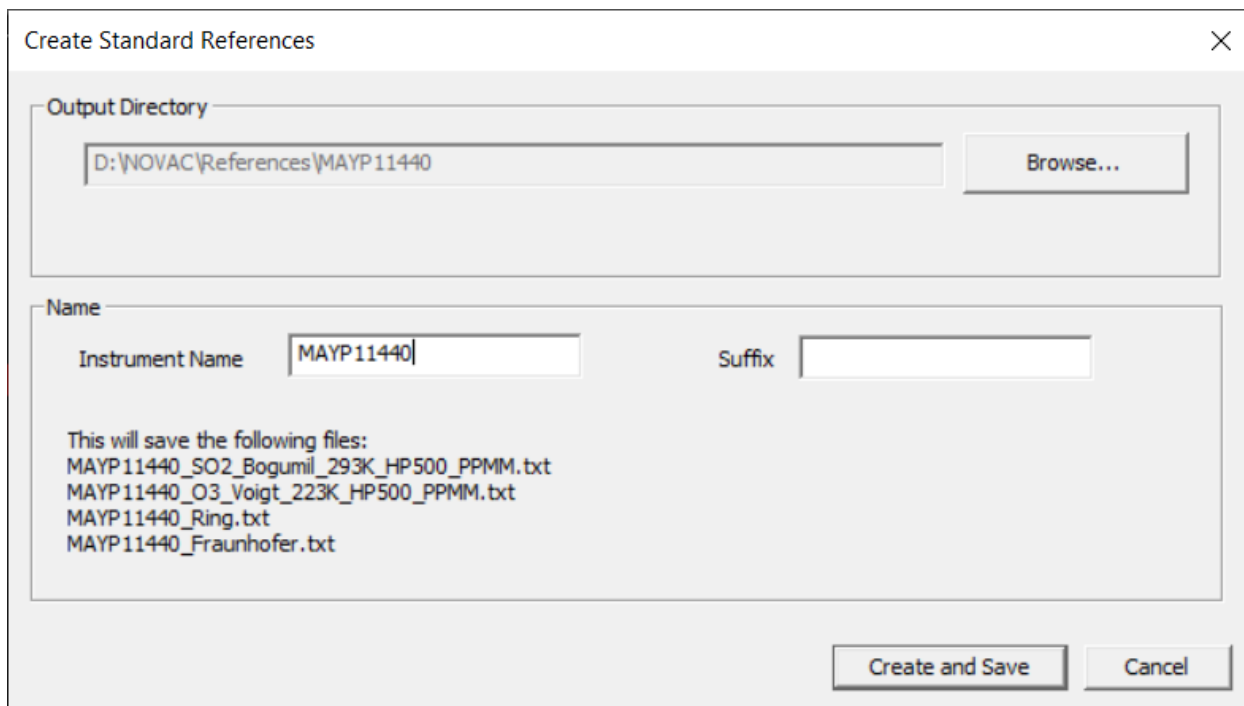 Create Standard References
Output Directory
D:\NOVAC\References\MAYP11440
Browse...
Name
Instrument Name
MAYP11440
Suffix
This will save the following files:
MAYP11440_SO2_Bogumil_293K_HP500_PPMM.txt
MAYP11440_O3_Voigt_223K_HP500_PPMM.txt
MAYP11440_Ring.txt
MAYP11440_Fraunhofer.txt
Create and Save
Cancel